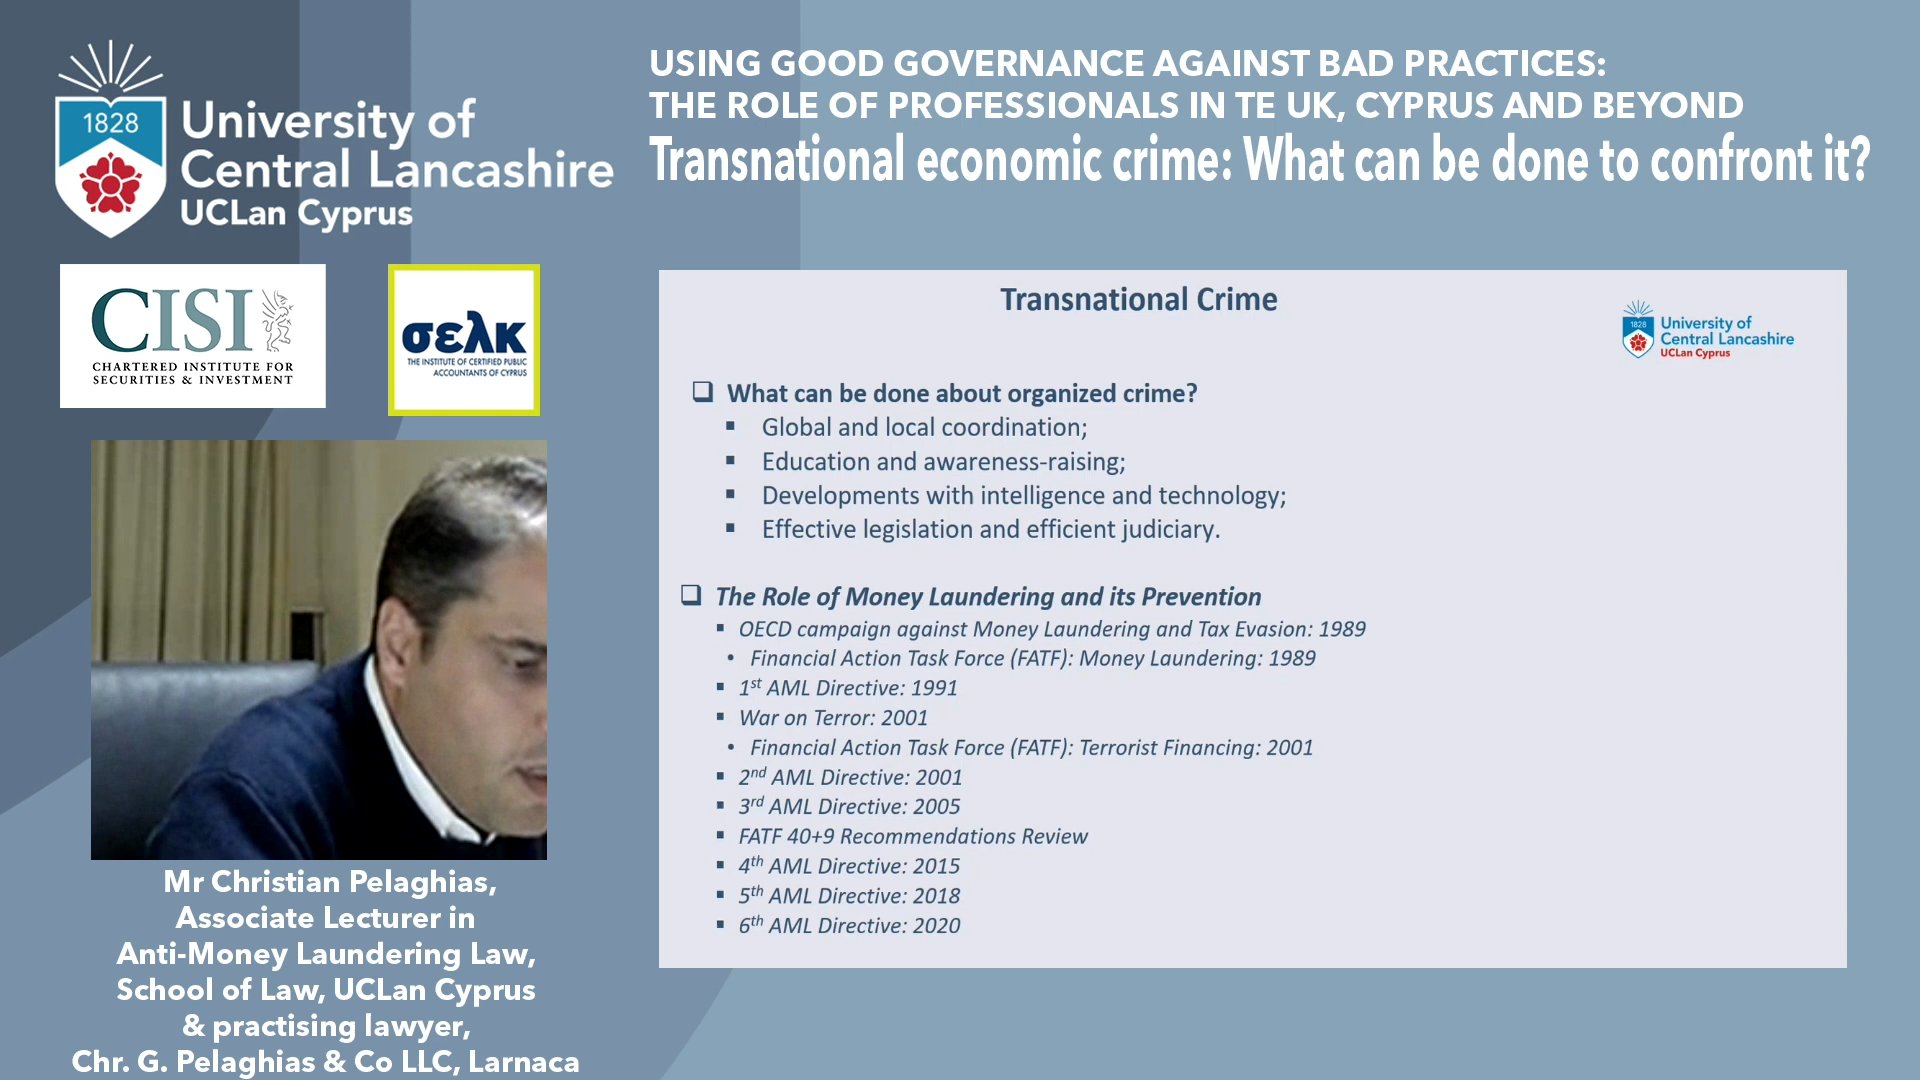 1828
University of
Central Lancashire
UCLan Cyprus
USING GOOD GOVERNANCE AGAINST BAD PRACTICES:
THE ROLE OF PROFESSIONALS IN TE UK, CYPRUS AND BEYOND
Transnational economic crime: What can be done to confront it?
CISI
CHARTERED INSTITUTE FOR
SECURITIES & INVESTMENT
σελκ
THE INSTITUTE OF CERTIFIED PUBLIC
ACCOUNTANTS OF CYPRUS
Mr Christian Pelaghias,
Associate Lecturer in
Anti-Money Laundering Law,
School of Law, UCLan Cyprus
& practising lawyer,
Chr. G. Pelaghias & Co LLC, Larnaca
Transnational Crime
1828
University of
Central Lancashire
UCLan Cyprus
What can be done about organized crime?
Global and local coordination;
Education and awareness-raising;
Developments with intelligence and technology;
Effective legislation and efficient judiciary.
The Role of Money Laundering and its Prevention
OECD campaign against Money Laundering and Tax Evasion: 1989
Financial Action Task Force (FATF): Money Laundering: 1989
1st AML Directive: 1991
War on Terror: 2001
Financial Action Task Force (FATF): Terrorist Financing: 2001
2nd AML Directive: 2001
3rd AML Directive: 2005
FATF 40+9 Recommendations Review
4th AML Directive: 2015
5th AML Directive: 2018
6th AML Directive: 2020